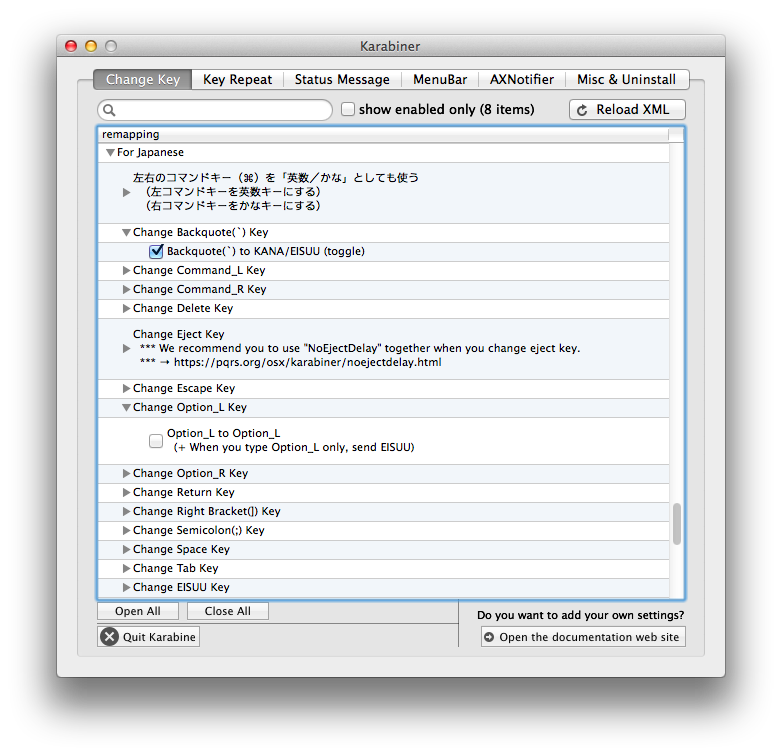 Karabiner
Change Key
Key Repeat
Status Message
MenuBar
AXNotifier
Misc & Uninstall
show enabled only (8 items)
Reload XML
remapping
For Japanese
左右のコマンドキー（⌘）を「英数／かな」としても使う
（左コマンドキーを英数キーにする）
（右コマンドキーをかなキーにする）
Change Backquote(`) Key
Backquote(`) to KANA/EISUU (toggle)
Change Command_L Key
Change Command_R Key
Change Delete Key
Change Eject Key
*** We recommend you to use "NoEjectDelay" together when you change eject key.
*** → https://pqrs.org/osx/karabiner/noejectdelay.html
Change Escape Key
Change Option_L Key
Option_L to Option_L
(+ When you type Option_L only, send EISUU)
Change Option_R Key
Change Return Key
Change Right Bracket(]) Key
Change Semicolon(;) Key
Change Space Key
Change Tab Key
Change EISUU Key
Open All
Close All
Do you want to add your own settings?
Quit Karabine
Open the documentation web site